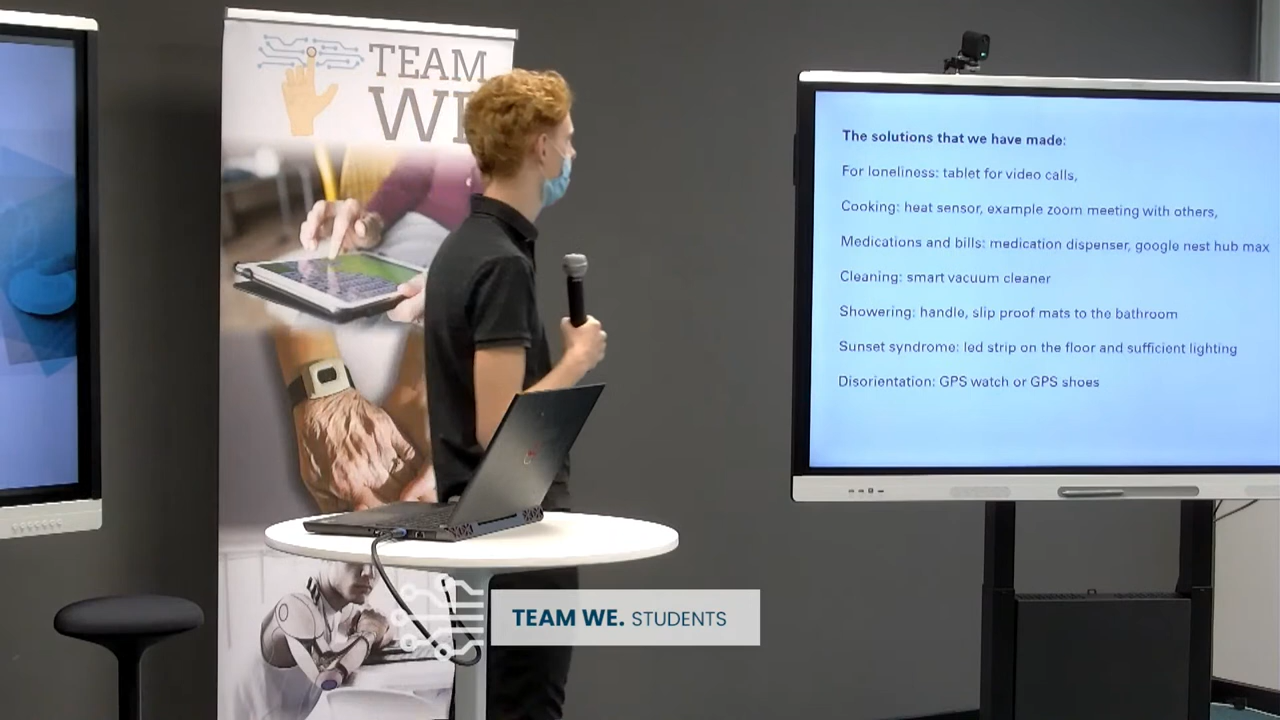 TEAM
WE
The solutions that we have made:
For loneliness: tablet for video calls,
Cooking: heat sensor, example zoom meeting with others,
Medications and bills: medication dispenser, google nest hub max
Cleaning: smart vacuum cleaner
Showering: handle, slip proof mats to the bathroom
Sunset syndrome: led strip on the floor and sufficient lighting
Disorientation: GPS watch or GPS shoes
TEAM WE. STUDENTS